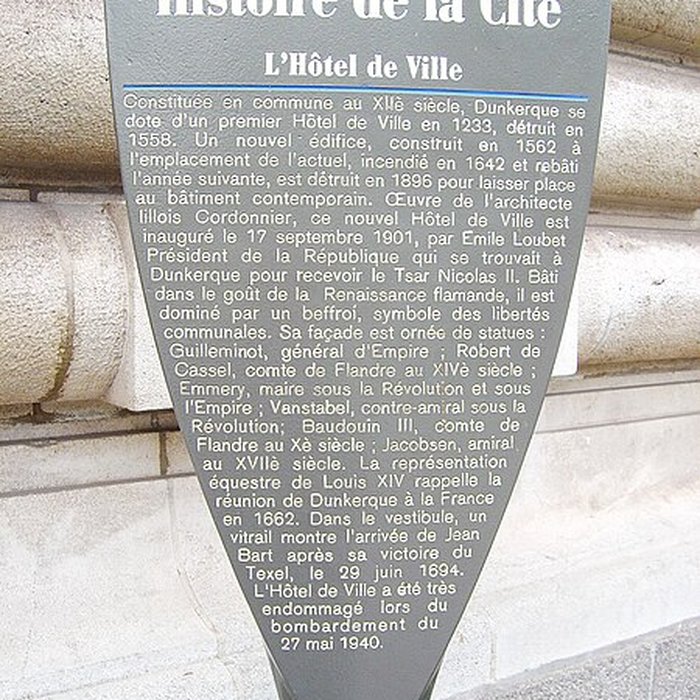 Histoire de la Cité
L'Hôtel de Ville
Constituée en commune au XIIè siècle, Dunkerque se
dote d'un premier Hôtel de Ville en 1233, détruit en
1558. Un nouvel édifice, construit en 1562 à
l'emplacement de l'actuel, incendié en 1642 et rebâti
l'année suivante, est détruit en 1896 pour laisser place
au bâtiment contemporain. Œuvre de l'architecte
lillois Cordonnier, ce nouvel Hôtel de Ville est
inauguré le 17 septembre 1901, par Emile Loubet
Président de la République qui se trouvait à
Dunkerque pour recevoir le Tsar Nicolas II. Bâti
dans le goût de la Renaissance flamande, il est
dominé par un beffroi, symbole des libertés
communales. Sa façade est ornée de statues :
Guilleminot, général d'Empire ; Robert de
Cassel, comte de Flandre au XIVè siècle ;
Emmery, maire sous la Révolution et sous
l'Empire ; Vanstabel, contre-amiral sous la
Révolution; Baudouin III, comte de
Flandre au Xè siècle ; Jacobsen, amiral
au XVIIè siècle. La représentation
équestre de Louis XIV rappelle la
réunion de Dunkerque à la France
en 1662. Dans le vestibule, un
vitrail montre l'arrivée de Jean
Bart après sa victoire du
Texel, le 29 juin 1694.
L'Hôtel de Ville a été très
endommagé lors du
bombardement du
27 mai 1940.